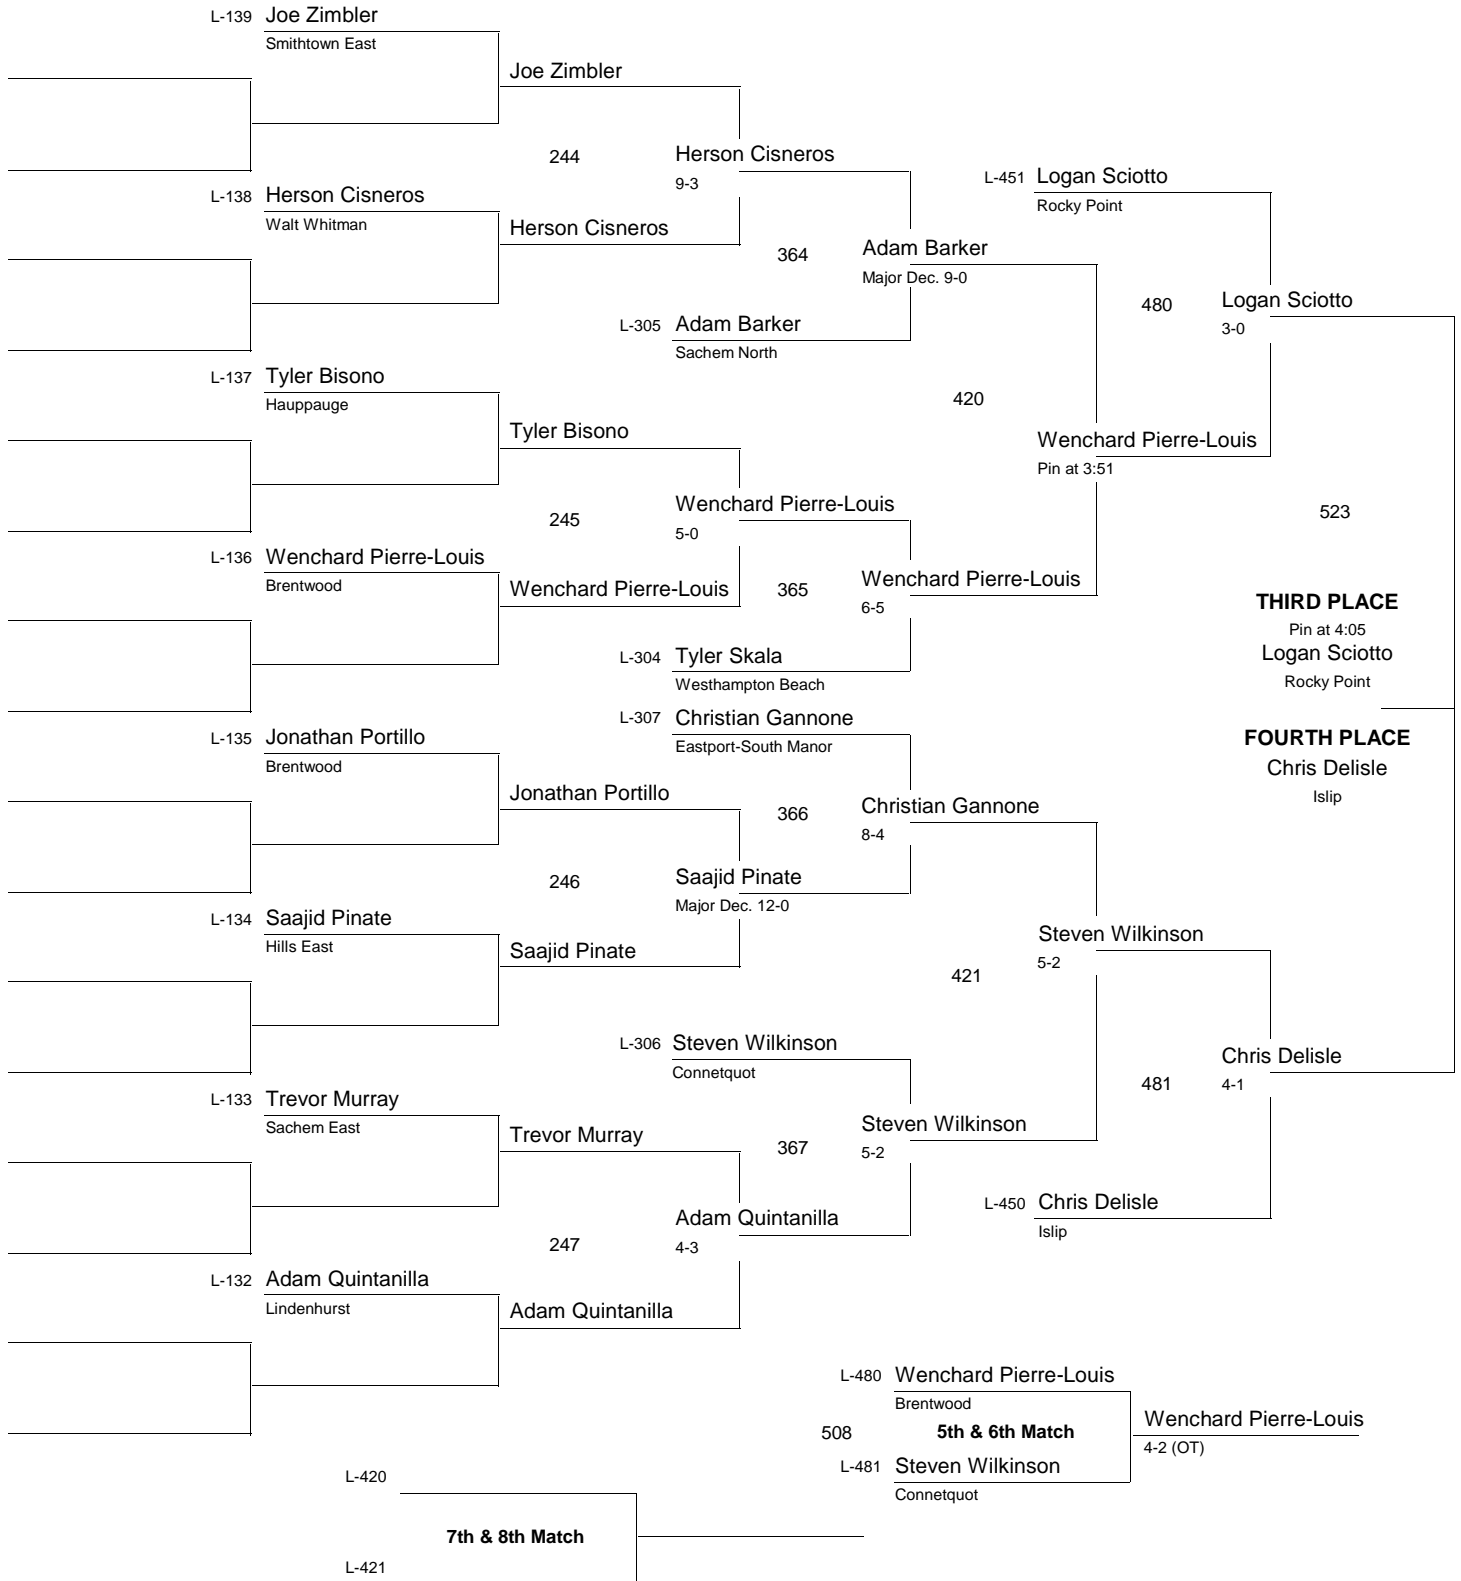 L-139 Joe Zimbler
Smithtown East
Joe Zimbler
244 Herson Cisneros
9-3
L-451 Logan Sciotto
Rocky Point
L-138 Herson Cisneros
Walt Whitman
Herson Cisneros
364 Adam Barker
Major Dec. 9-0
480 Logan Sciotto
3-0
L-305 Adam Barker
Sachem North
L-137 Tyler Bisono
Hauppauge
420
Tyler Bisono
Wenchard Pierre-Louis
Pin at 3:51
245 Wenchard Pierre-Louis
5-0
523
L-136 Wenchard Pierre-Louis
Brentwood
Wenchard Pierre-Louis
365 Wenchard Pierre-Louis
6-5
THIRD PLACE
Pin at 4:05
Logan Sciotto
Rocky Point
L-304 Tyler Skala
Westhampton Beach
L-307 Christian Gannone
Eastport-South Manor
L-135 Jonathan Portillo
Brentwood
FOURTH PLACE
Chris Delisle
Islip
Jonathan Portillo
366 Christian Gannone
8-4
246 Saajid Pinate
Major Dec. 12-0
L-134 Saajid Pinate
Hills East
Saajid Pinate
421 Steven Wilkinson
5-2
L-306 Steven Wilkinson
Connetquot
481 Chris Delisle
4-1
L-133 Trevor Murray
Sachem East
Trevor Murray
367 Steven Wilkinson
5-2
L-450 Chris Delisle
Islip
247 Adam Quintanilla
4-3
L-132 Adam Quintanilla
Lindenhurst
Adam Quintanilla
L-480 Wenchard Pierre-Louis
Brentwood
508 5th & 6th Match
Wenchard Pierre-Louis
4-2 (OT)
L-481 Steven Wilkinson
Connetquot
L-420
7th & 8th Match
L-421